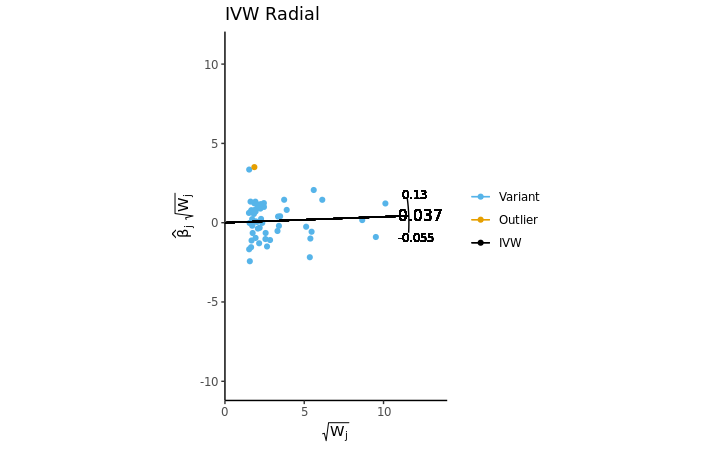 IVW Radial
10
5
0
-5
-10
β̂j √Wj
0.13
0.037
-0.055
Variant
Outlier
IVW
0 5 10
√Wj